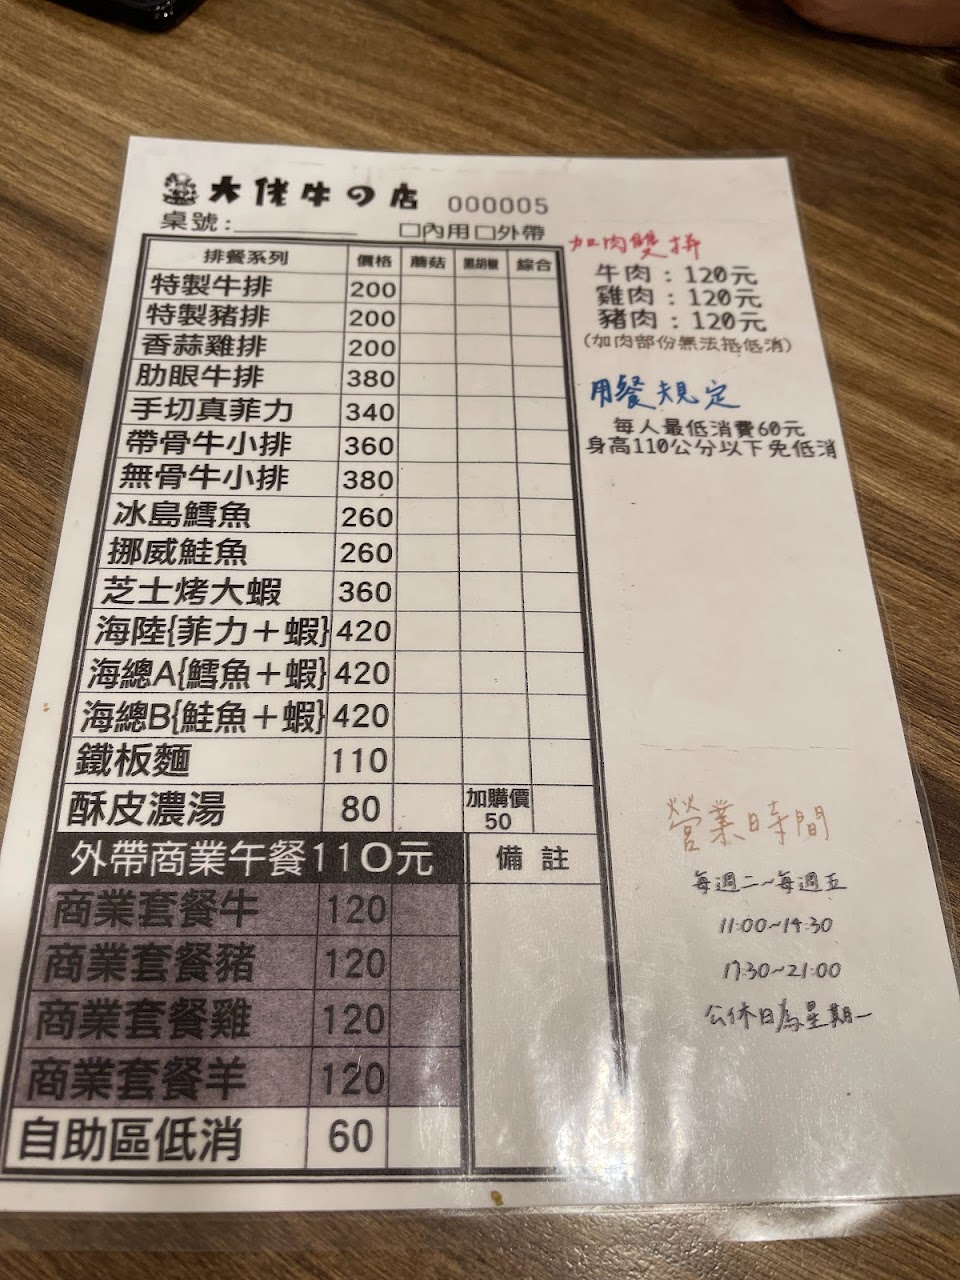 大佬牛の店 000005
桌號:________ 口內用口外帶
排餐系列 價格 蘑菇 黑胡椒 綜合
特製牛排 200
特製豬排 200
香蒜雞排 200
肋眼牛排 380
手切真菲力 340
帶骨牛小排 360
無骨牛小排 380
冰島鱈魚 260
挪威鮭魚 260
芝士烤大蝦 360
海陸{菲力+蝦} 420
海總A{鱈魚+蝦} 420
海總B{鮭魚+蝦} 420
鐵板麵 110
酥皮濃湯 80 加購價 50
外帶商業午餐110元 備註
商業套餐牛 120
商業套餐豬 120
商業套餐雞 120
商業套餐羊 120
自助區低消 60
加肉雙拼
牛肉:120元
雞肉:120元
豬肉:120元
(加肉部份無法抵低消)
用餐規定
每人最低消費60元
身高110公分以下免低消
營業時間
每週二~每週五
11:00~14:30
17:30~21:00
公休日為星期一